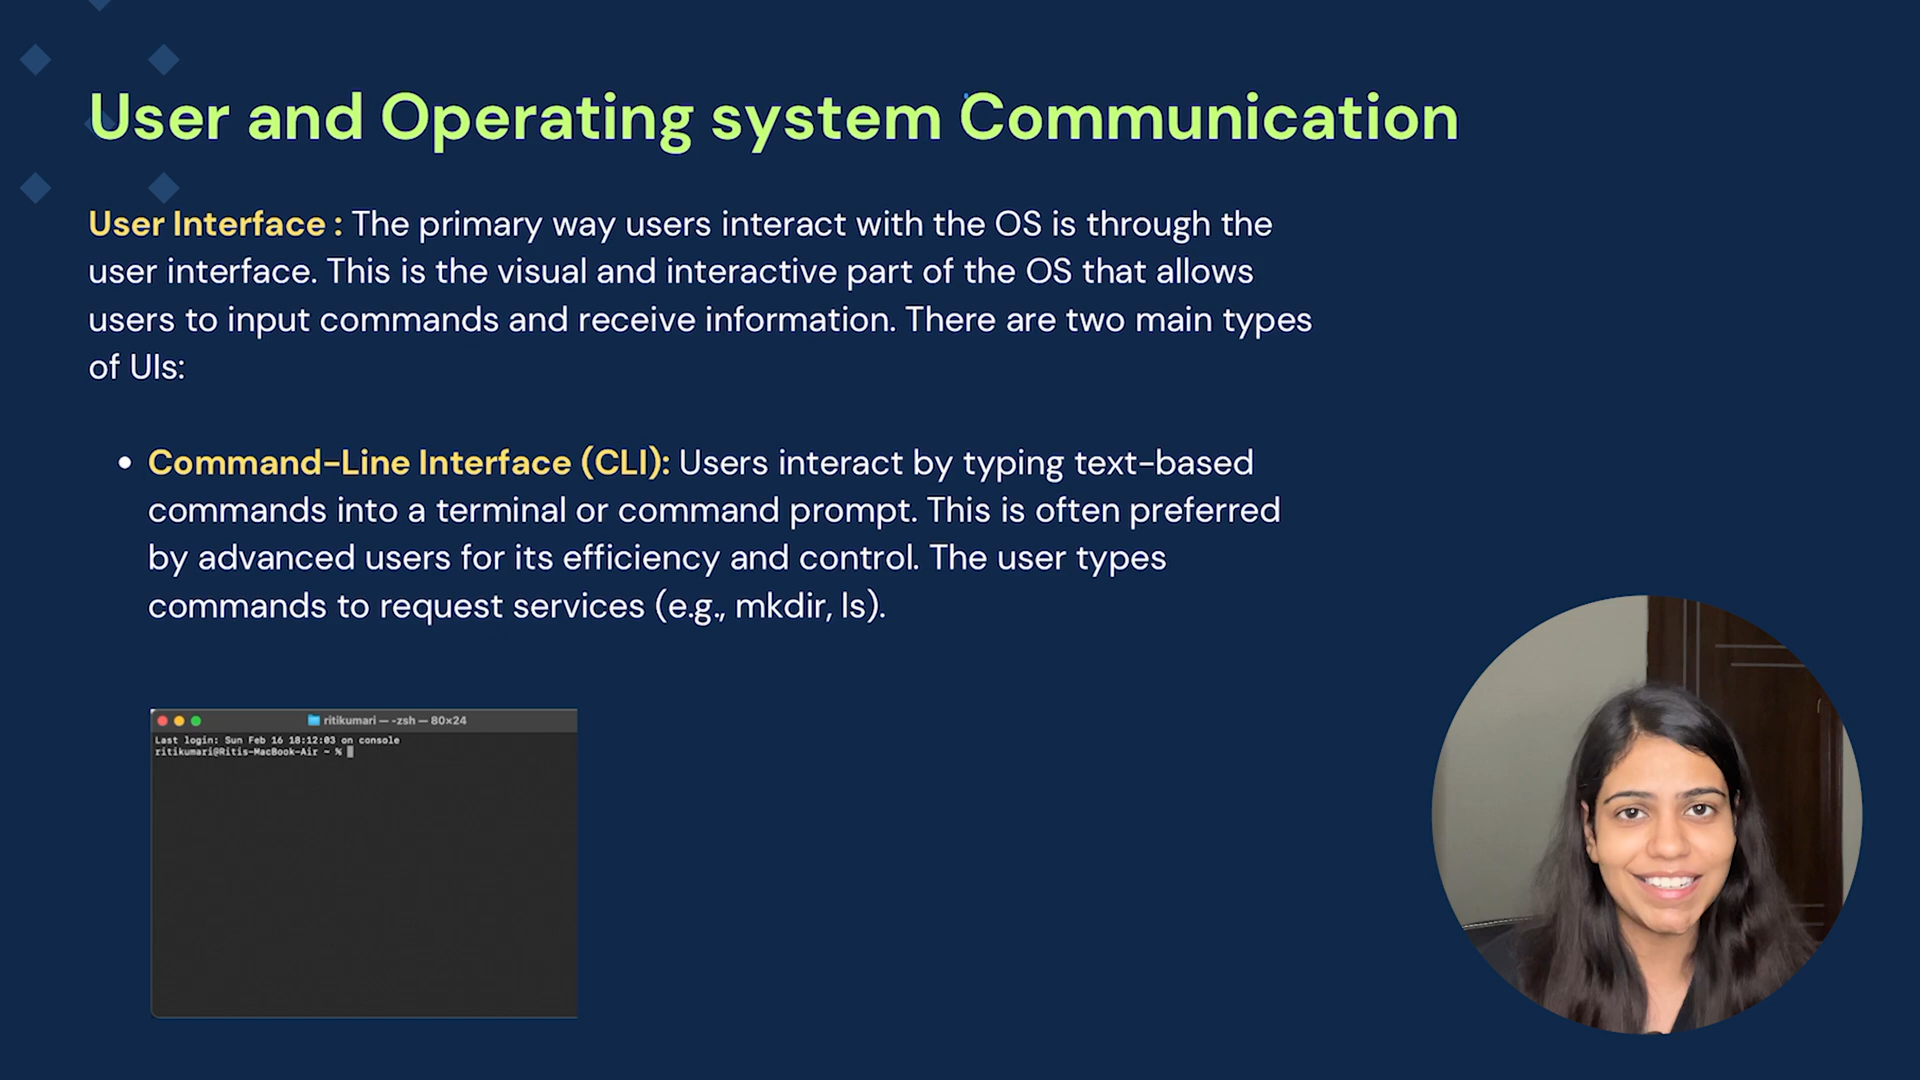 User and Operating system Communication
User Interface : The primary way users interact with the OS is through the
user interface. This is the visual and interactive part of the OS that allows
users to input commands and receive information. There are two main types
of UIs:
• Command-Line Interface (CLI): Users interact by typing text-based
commands into a terminal or command prompt. This is often preferred
by advanced users for its efficiency and control. The user types
commands to request services (e.g., mkdir, ls).
ritikumari — -zsh — 80×24
Last login: Sun Feb 16 18:12:03 on console
ritikumari@Ritis-MacBook-Air ~ %